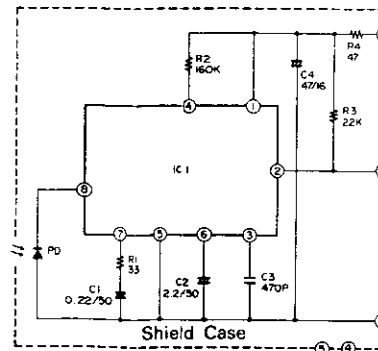 R4
47
R2
160K
C4
47/16
R3
22K
4
1
IC1
2
8
7
5
6
3
PD
R1
33
C1
0.22/50
C2
2.2/50
C3
470P
Shield Case
5
4